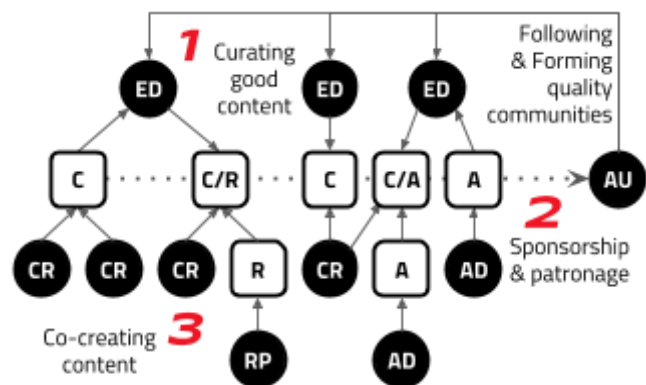 1
Curating
good
content
Following
& Forming
quality
communities
ED
ED
ED
C
C/R
C
C/A
A
AU
2
Sponsorship
& patronage
CR
CR
CR
R
CR
A
AD
3
Co-creating
content
RP
AD